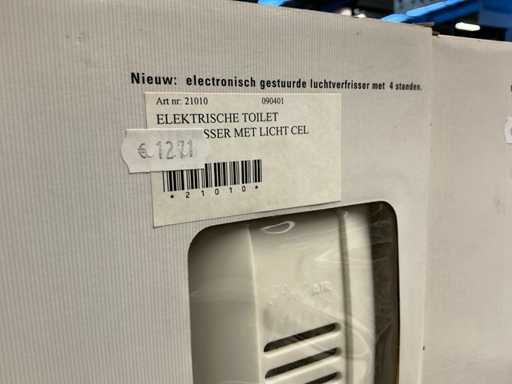 Nieuw: electronisch gestuurde luchtverfrisser met 4 standen.
Art nr: 21010 090401
ELEKTRISCHE TOILET
SSER MET LICHT CEL
€ 12.71
*21010*
AIR